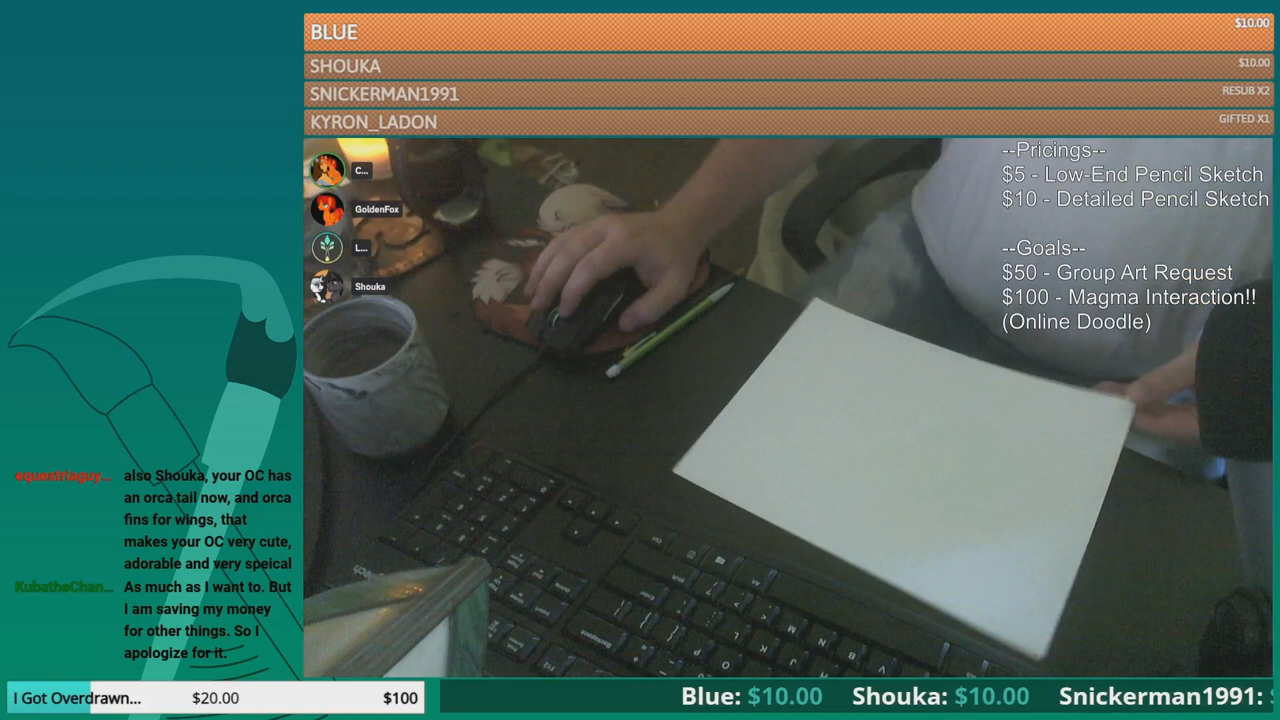 BLUE
$10.00
SHOUKA
$10.00
SNICKERMAN1991
RESUB X2
KYRON_LADON
GIFTED X1
C...
GoldenFox
L...
Shouka
--Pricings--
$5 - Low-End Pencil Sketch
$10 - Detailed Pencil Sketch
--Goals--
$50 - Group Art Request
$100 - Magma Interaction!!
(Online Doodle)
equestriaguy... also Shouka, your OC has
an orca tail now, and orca
fins for wings, that
makes your OC very cute,
adorable and very speical
KubatheChan... As much as I want to. But
I am saving my money
for other things. So I
apologize for it.
I Got Overdrawn... $20.00 $100
Blue: $10.00 Shouka: $10.00 Snickerman1991: